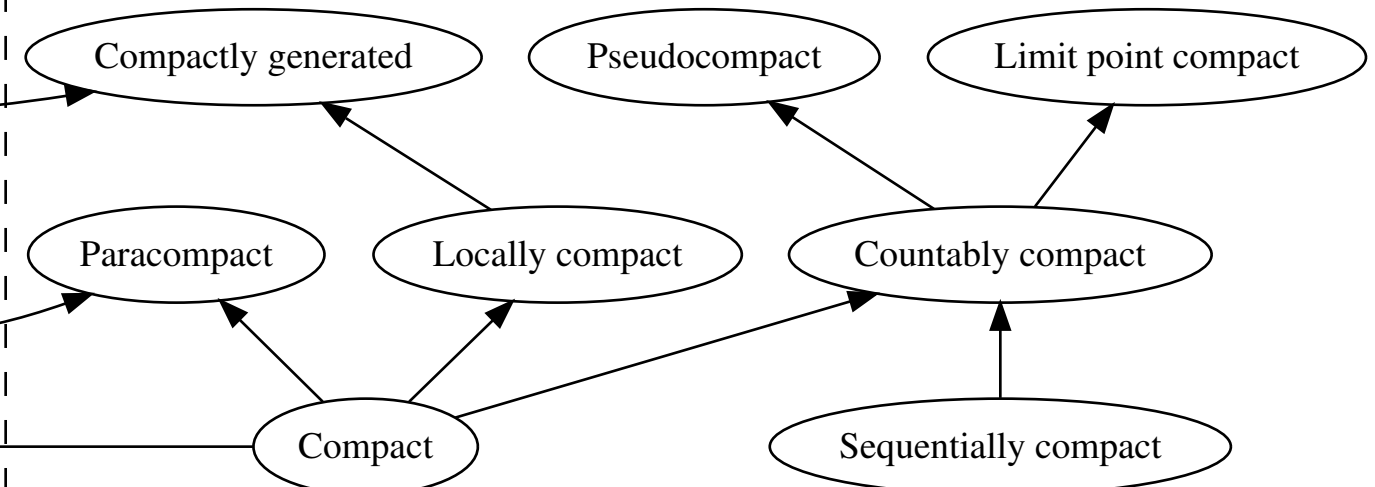 Compactly generated
Pseudocompact
Limit point compact
Paracompact
Locally compact
Countably compact
Compact
Sequentially compact